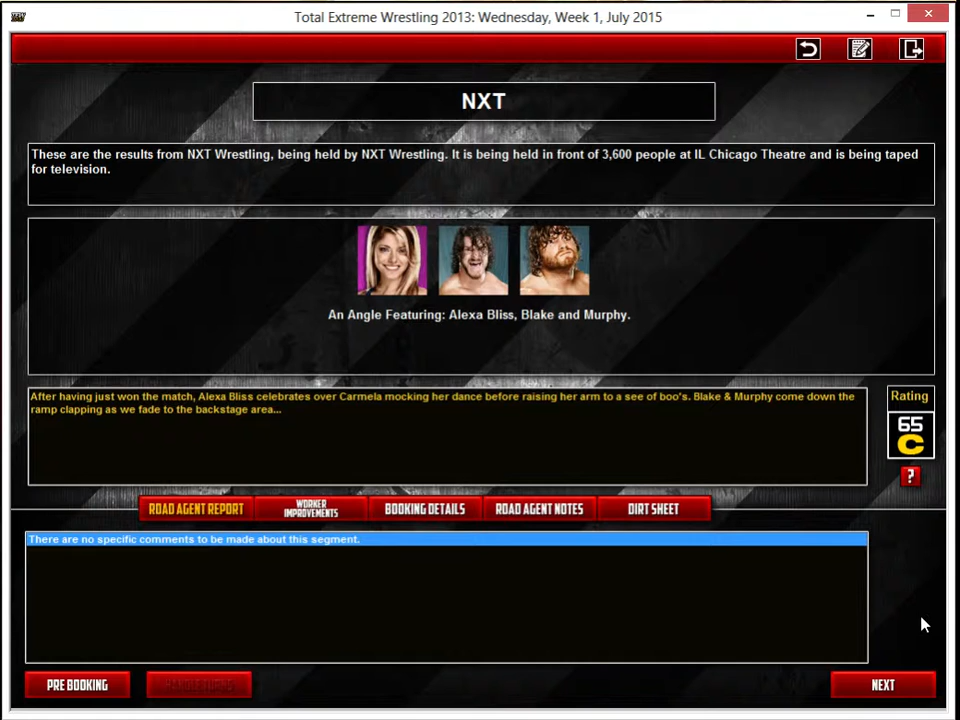 Total Extreme Wrestling 2013: Wednesday, Week 1, July 2015
NXT
These are the results from NXT Wrestling, being held by NXT Wrestling. It is being held in front of 3,600 people at IL Chicago Theatre and is being taped
for television.
An Angle Featuring: Alexa Bliss, Blake and Murphy.
After having just won the match, Alexa Bliss celebrates over Carmela mocking her dance before raising her arm to a see of boo's. Blake & Murphy come down the
ramp clapping as we fade to the backstage area...
Rating
65
C
?
ROAD AGENT REPORT
WORKER
IMPROVEMENTS
BOOKING DETAILS
ROAD AGENT NOTES
DIRT SHEET
There are no specific comments to be made about this segment.
PRE BOOKING
NEXT